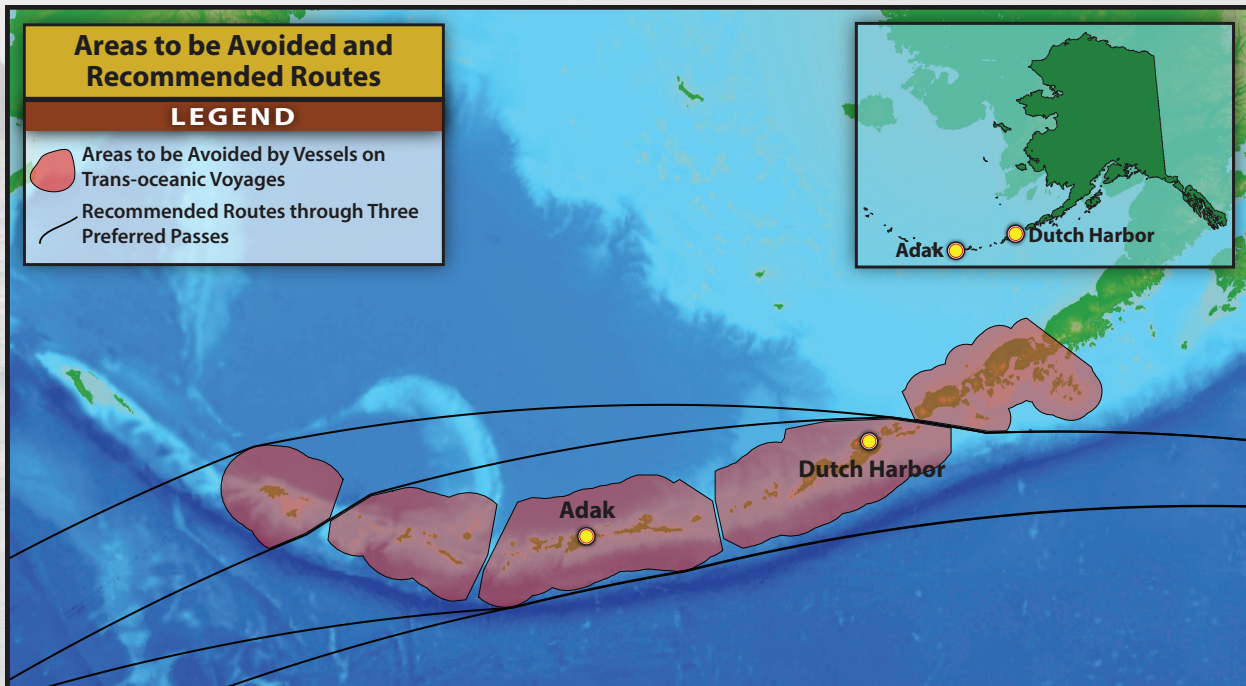 Areas to be Avoided and
Recommended Routes
LEGEND
Areas to be Avoided by Vessels on
Trans-oceanic Voyages
Recommended Routes through Three
Preferred Passes
Dutch Harbor
Adak
Dutch Harbor
Adak